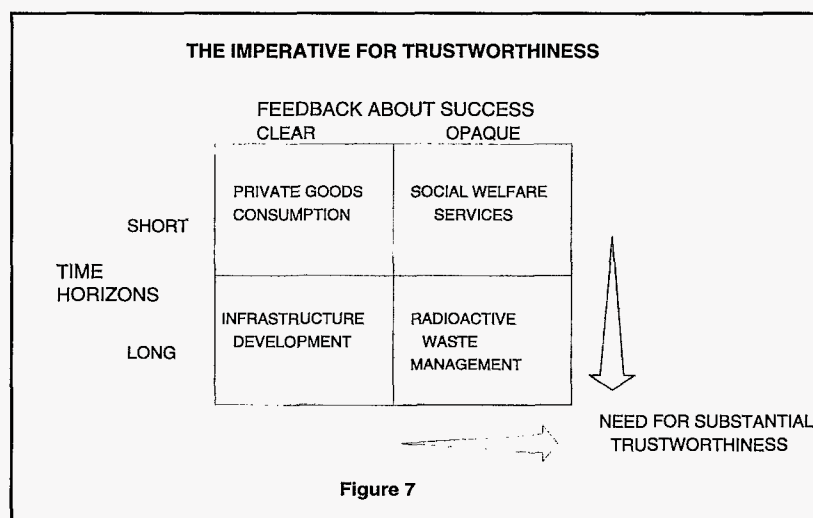 THE IMPERATIVE FOR TRUSTWORTHINESS
FEEDBACK ABOUT SUCCESS
CLEAR OPAQUE
PRIVATE GOODS
CONSUMPTION
SOCIAL WELFARE
SERVICES
SHORT
TIME
HORIZONS
INFRASTRUCTURE
DEVELOPMENT
RADIOACTIVE
WASTE
MANAGEMENT
LONG
NEED FOR SUBSTANTIAL
TRUSTWORTHINESS
Figure 7